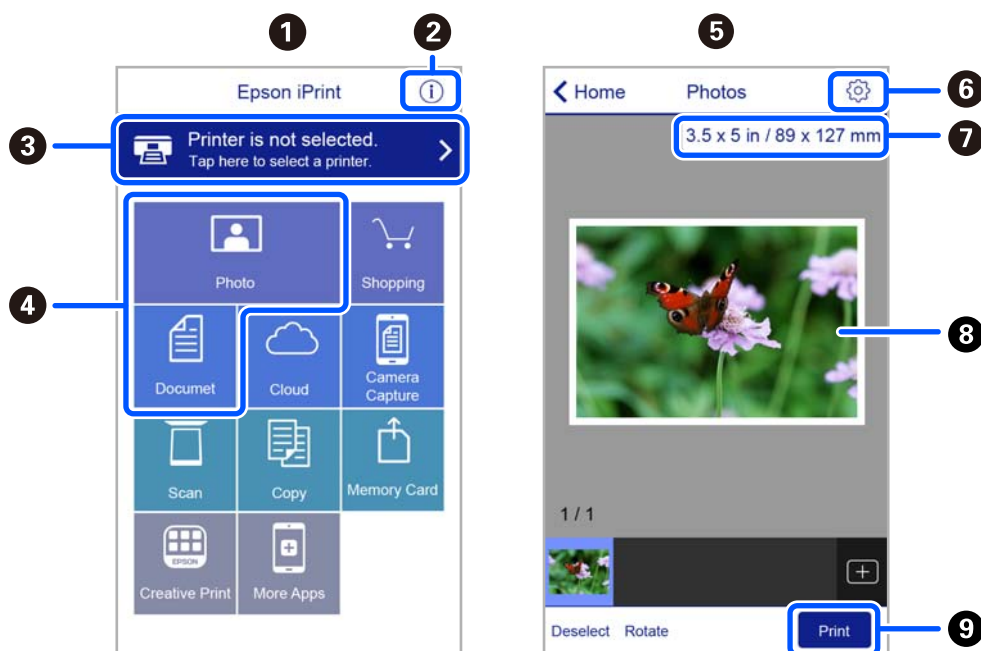 1
2
Epson iPrint
3
Printer is not selected.
Tap here to select a printer.
4
Photo
Shopping
Documet
Cloud
Camera
Capture
Scan
Copy
Memory Card
EPSON
Creative Print
More Apps
5
Home
Photos
6
3.5 x 5 in / 89 x 127 mm
7
8
1 / 1
Deselect
Rotate
Print
9